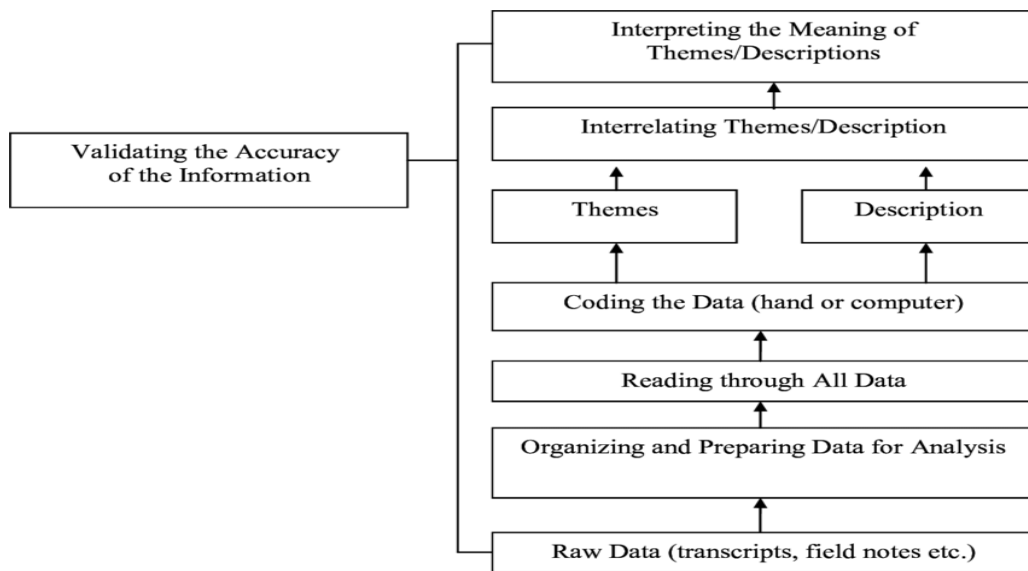 Interpreting the Meaning of
Themes/Descriptions
Interrelating Themes/Description
Validating the Accuracy
of the Information
Themes
Description
Coding the Data (hand or computer)
Reading through All Data
Organizing and Preparing Data for Analysis
Raw Data (transcripts, field notes etc.)